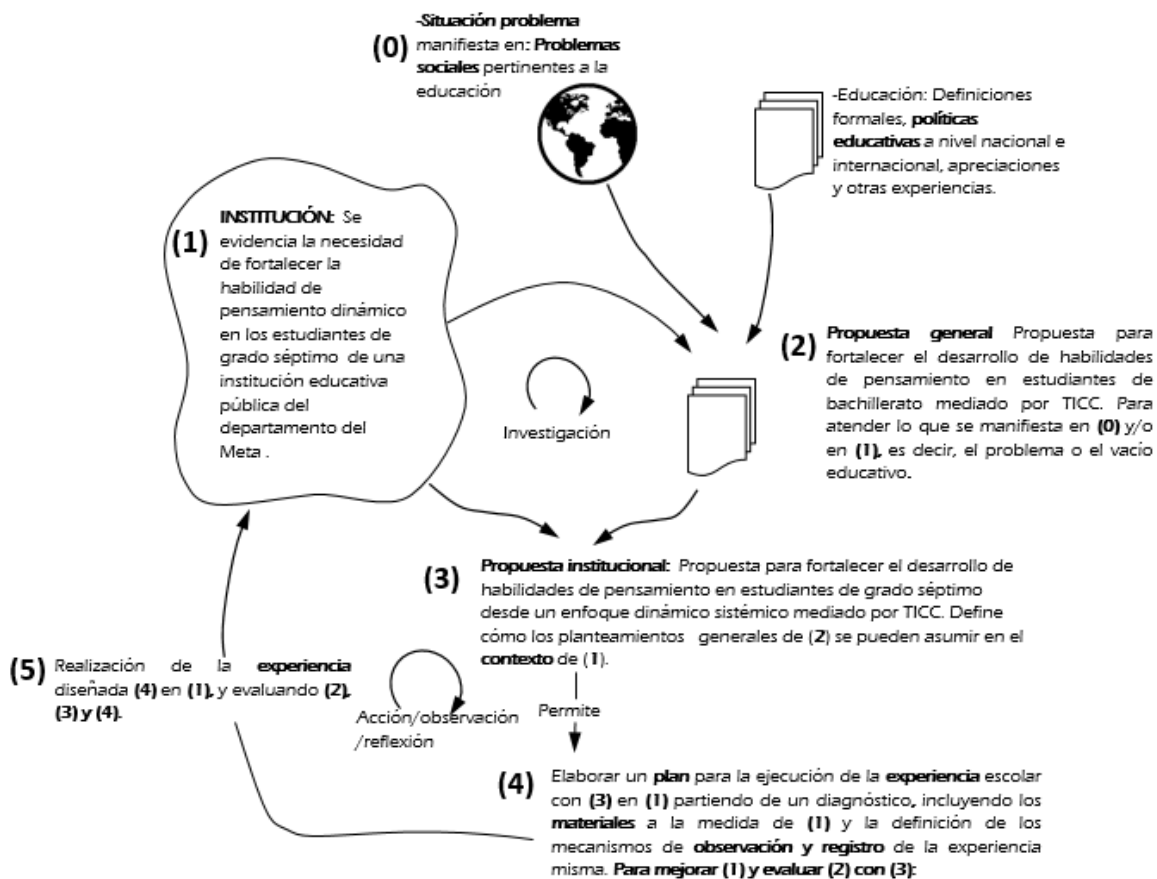 -Situación problema
(0) manifiesta en: Problemas
sociales pertinentes a la
educación
-Educación: Definiciones
formales, políticas
educativas a nivel nacional e
internacional, apreciaciones
y otras experiencias.
INSTITUCIÓN: Se
(1) evidencia la necesidad
de fortalecer la
habilidad de
pensamiento dinámico
en los estudiantes de
grado séptimo de una
institución educativa
pública del
departamento del
Meta .
Investigación
(2) Propuesta general Propuesta para
fortalecer el desarrollo de habilidades
de pensamiento en estudiantes de
bachillerato mediado por TICC. Para
atender lo que se manifiesta en (0) y/o
en (1), es decir, el problema o el vacío
educativo.
(3) Propuesta institucional: Propuesta para fortalecer el desarrollo de
habilidades de pensamiento en estudiantes de grado séptimo
desde un enfoque dinámico sistémico mediado por TICC. Define
cómo los planteamientos generales de (2) se pueden asumir en el
contexto de (1).
Permite
(4) Elaborar un plan para la ejecución de la experiencia escolar
con (3) en (1) partiendo de un diagnóstico, incluyendo los
materiales a la medida de (1) y la definición de los
mecanismos de observación y registro de la experiencia
misma. Para mejorar (1) y evaluar (2) con (3):
(5) Realización de la experiencia
diseñada (4) en (1), y evaluando (2),
(3) y (4).
Acción/observación
/reflexión